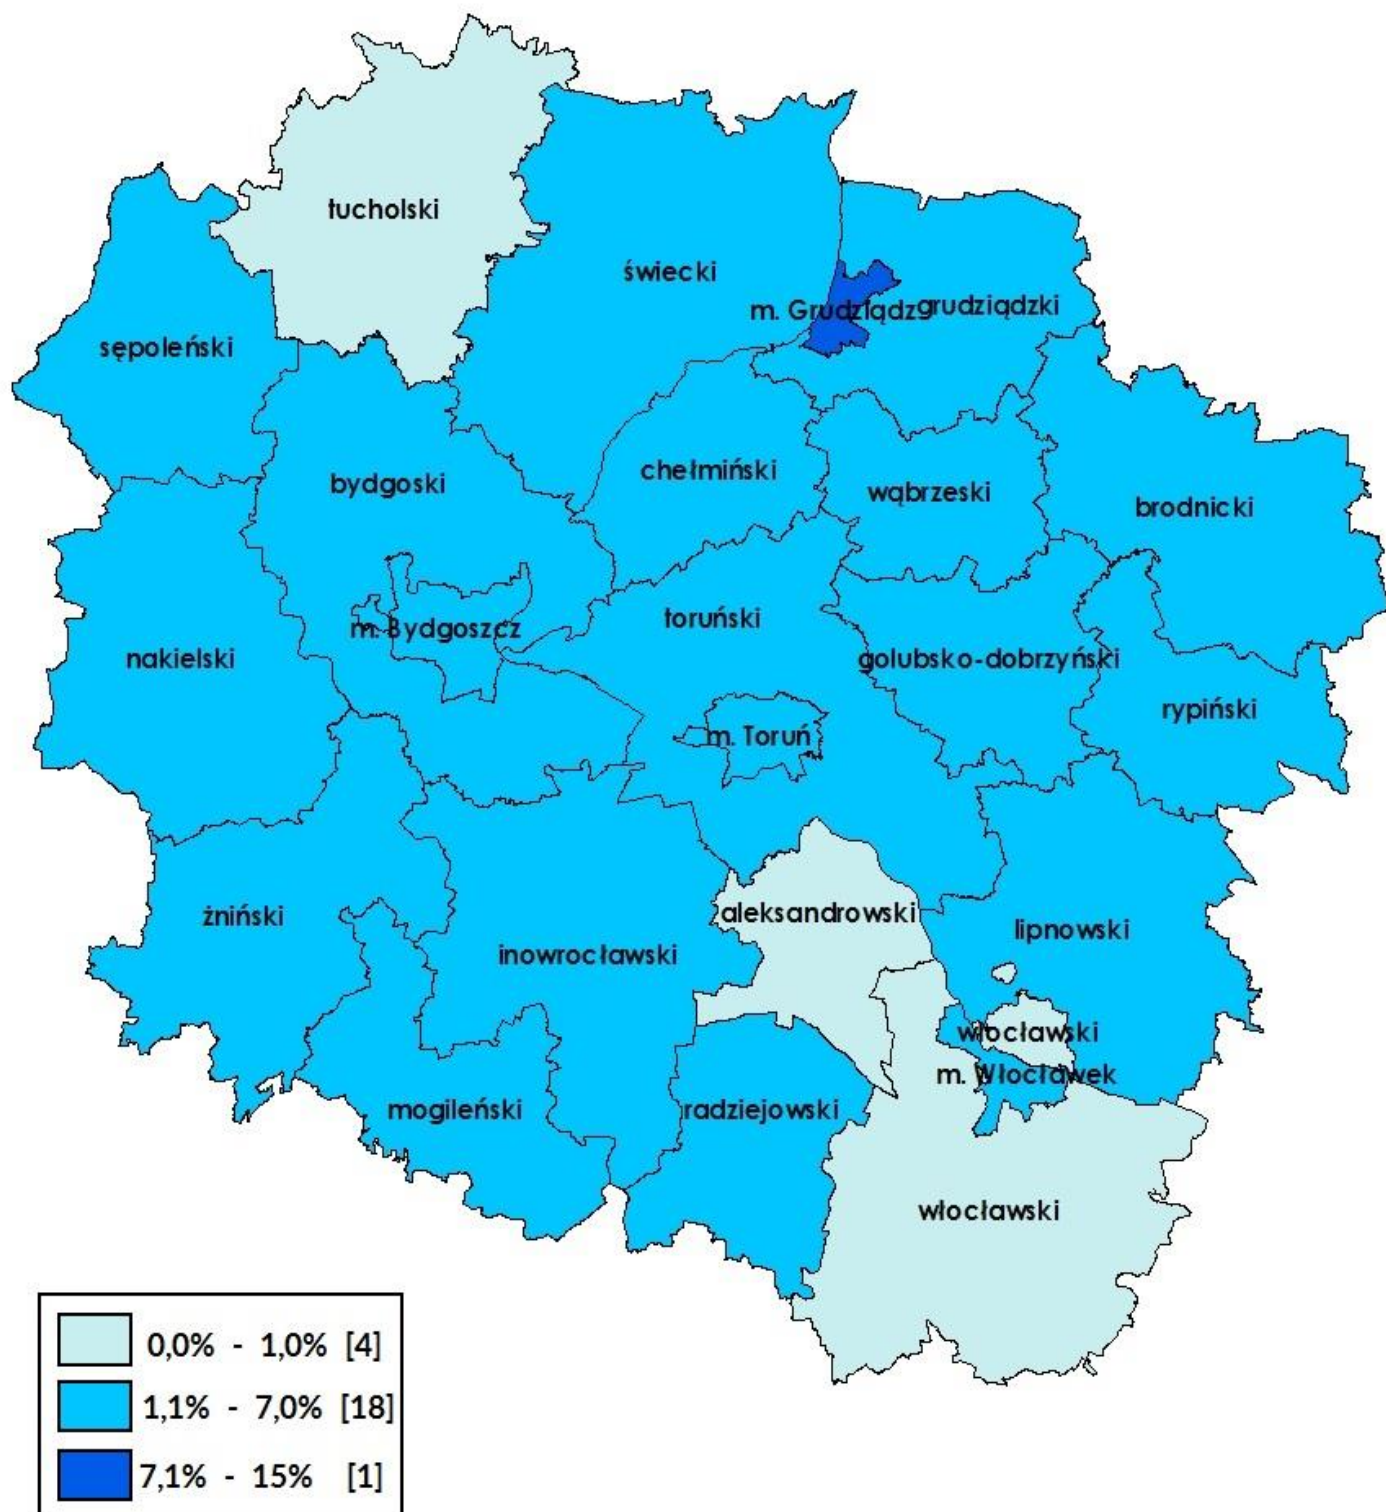 tucholski
świecki
m. Grudziądz
grudziądzki
sępoleński
bydgoski
chełmiński
wąbrzeski
brodnicki
m. Bydgoszcz
toruński
nakielski
golubsko-dobrzyński
rypiński
m. Toruń
żniński
aleksandrowski
inowrocławski
lipnowski
włocławski
m. Włocławek
mogileński
radziejowski
włocławski
0,0% - 1,0% [4]
1,1% - 7,0% [18]
7,1% - 15% [1]